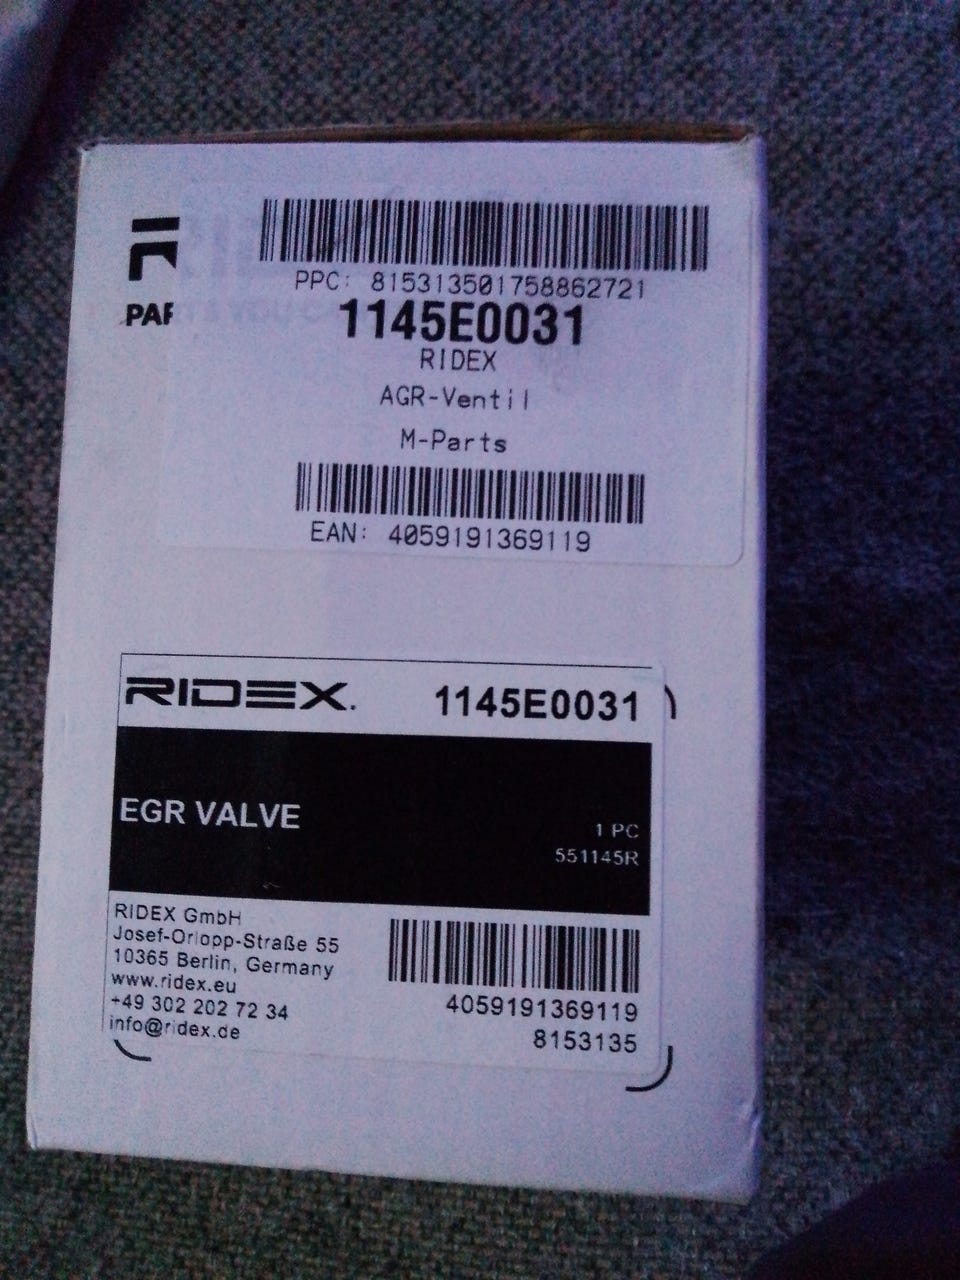 PPC: 815313501758862721
PAR
1145E0031
RIDEX
AGR-Ventil
M-Parts
EAN: 4059191369119
RIDEX. 1145E0031
EGR VALVE
1 PC
551145R
RIDEX GmbH
Josef-Orlopp-Straße 55
10365 Berlin, Germany
www.ridex.eu
+49 302 202 72 34
info@ridex.de
4059191369119
8153135